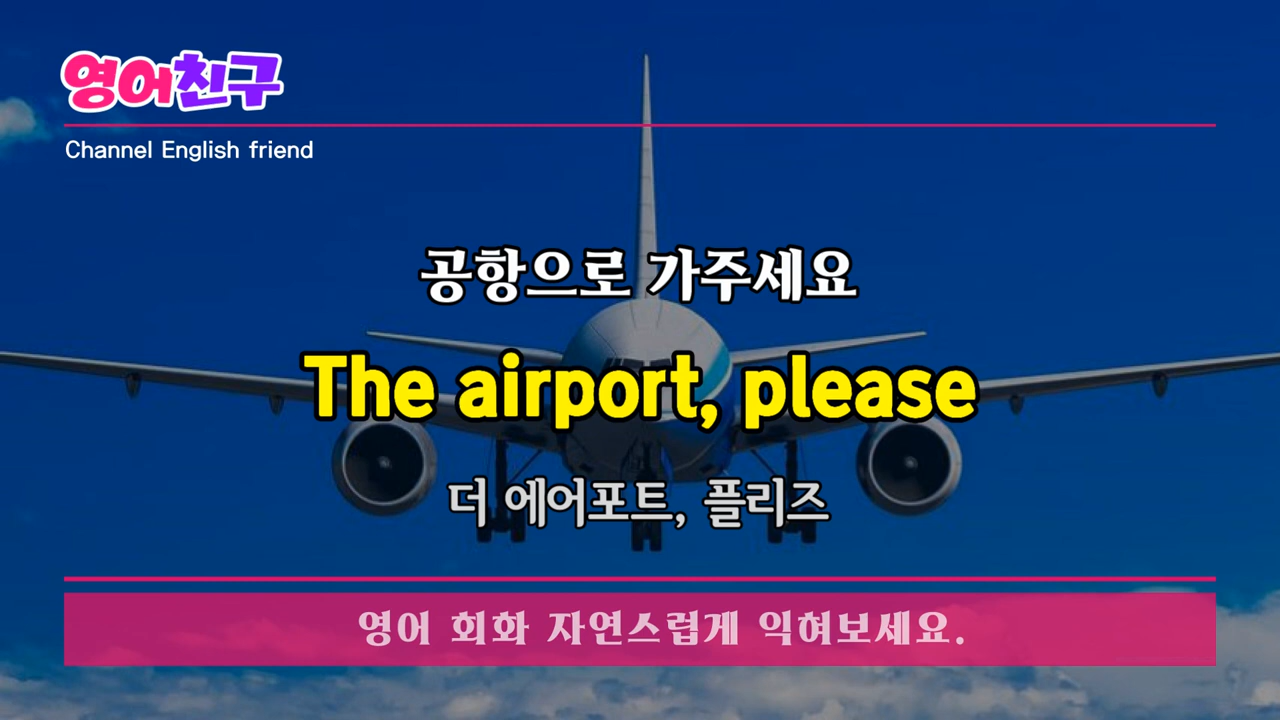 영어친구
Channel English friend
공항으로 가주세요
The airport, please
더 에어포트, 플리즈
영어 회화 자연스럽게 익혀보세요.